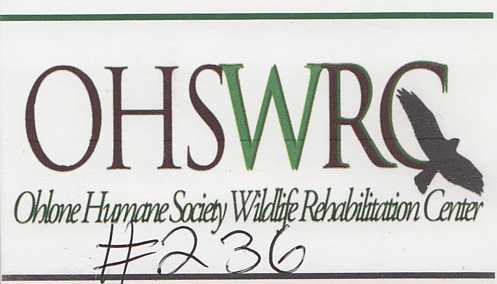 OHSWRC
Ohlone Humane Society Wildlife Rehabilitation Center
#236